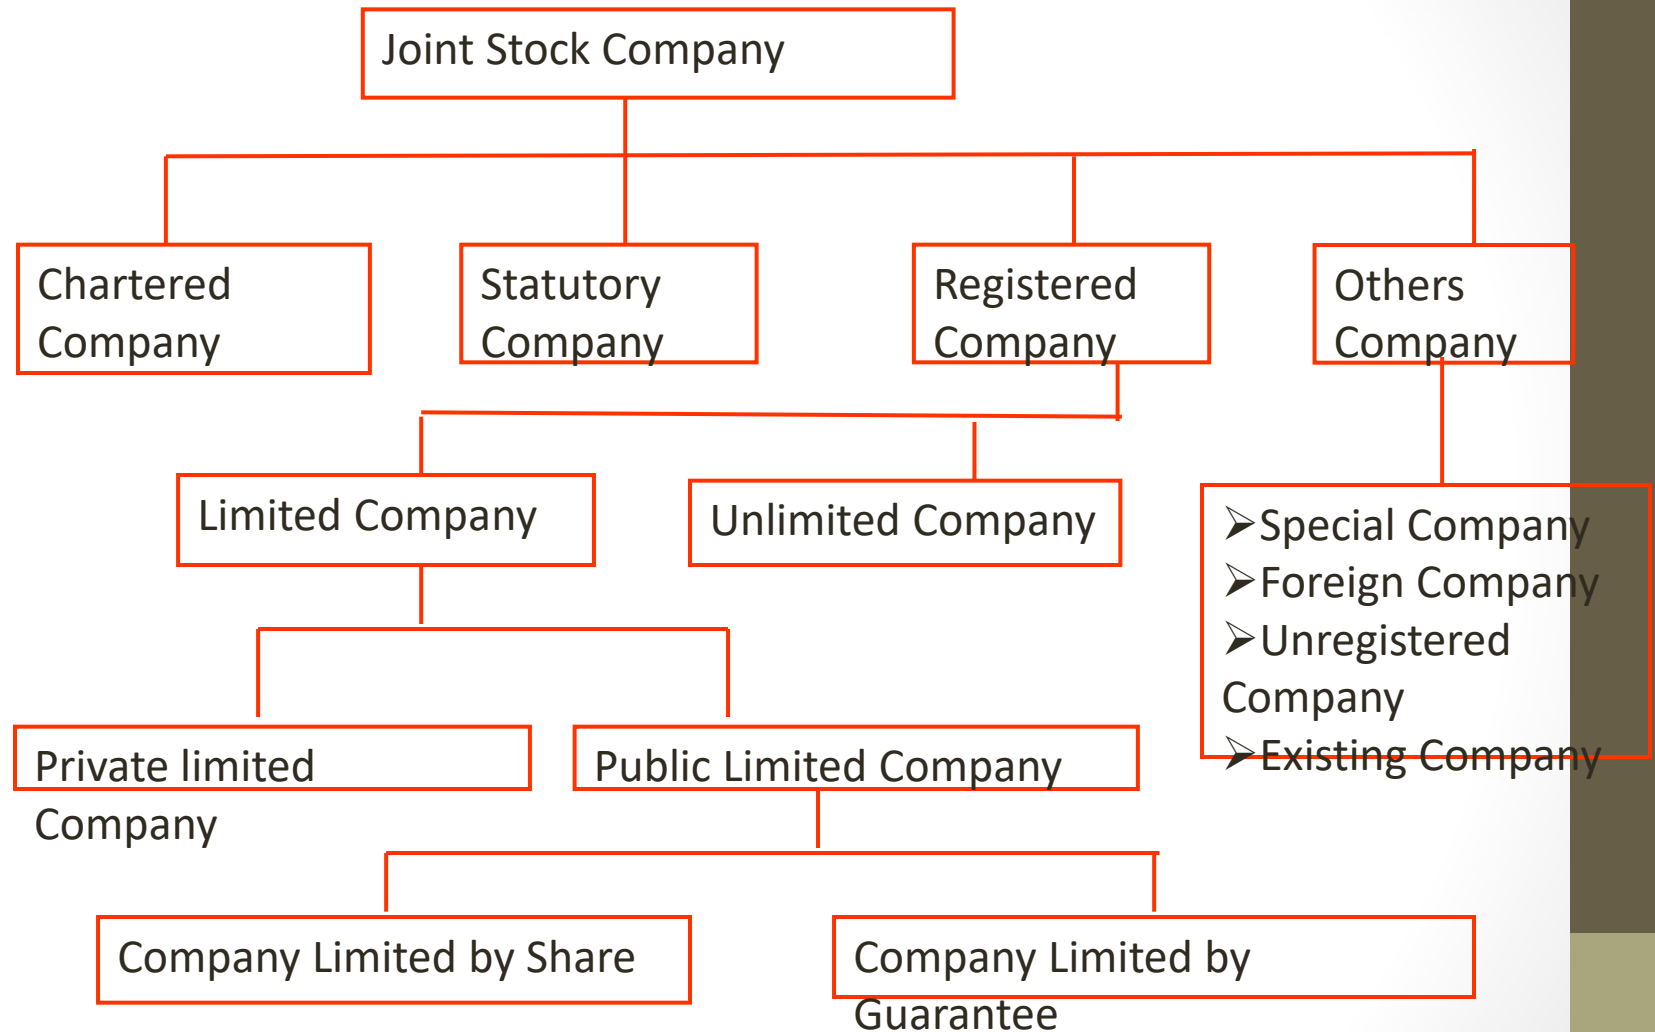 Joint Stock Company
Chartered
Company
Statutory
Company
Registered
Company
Others
Company
Limited Company
Unlimited Company
➢Special Company
➢Foreign Company
➢Unregistered
Company
➢Existing Company
Private limited
Company
Public Limited Company
Company Limited by Share
Company Limited by
Guarantee